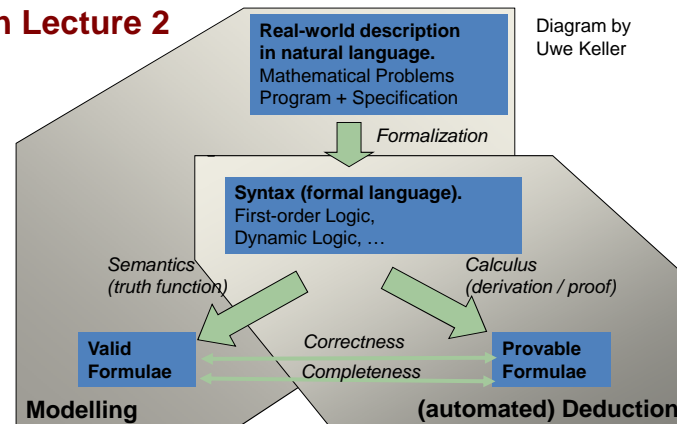 n Lecture 2
Diagram by
Uwe Keller
Real-world description
in natural language.
Mathematical Problems
Program + Specification
Formalization
Syntax (formal language).
First-order Logic,
Dynamic Logic, …
Semantics
(truth function)
Calculus
(derivation / proof)
Valid
Formulae
Correctness
Completeness
Provable
Formulae
Modelling
(automated) Deduction